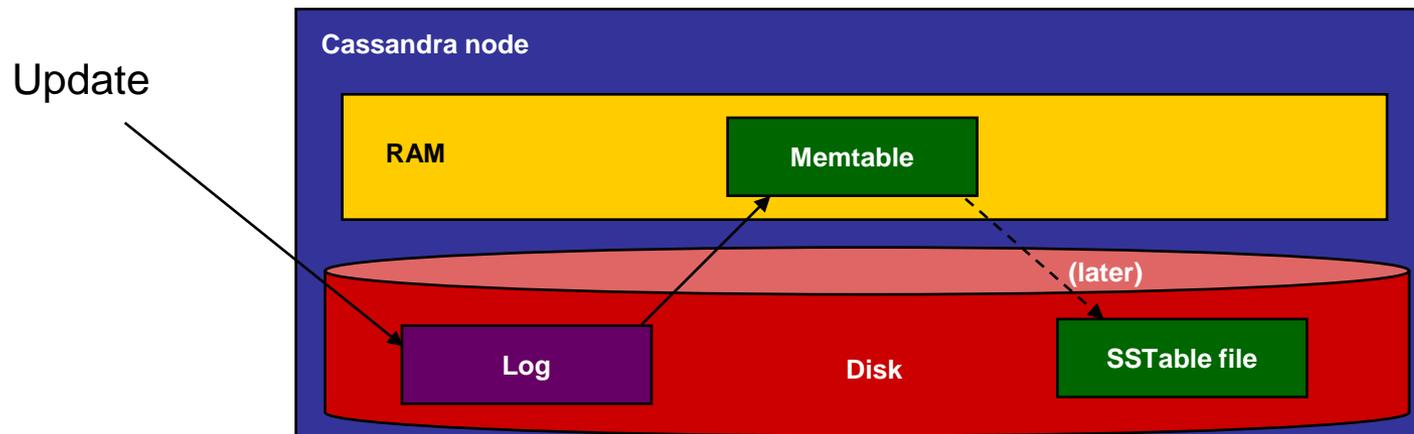 Cassandra node
Update
RAM
Memtable
(later)
Log
Disk
SSTable file